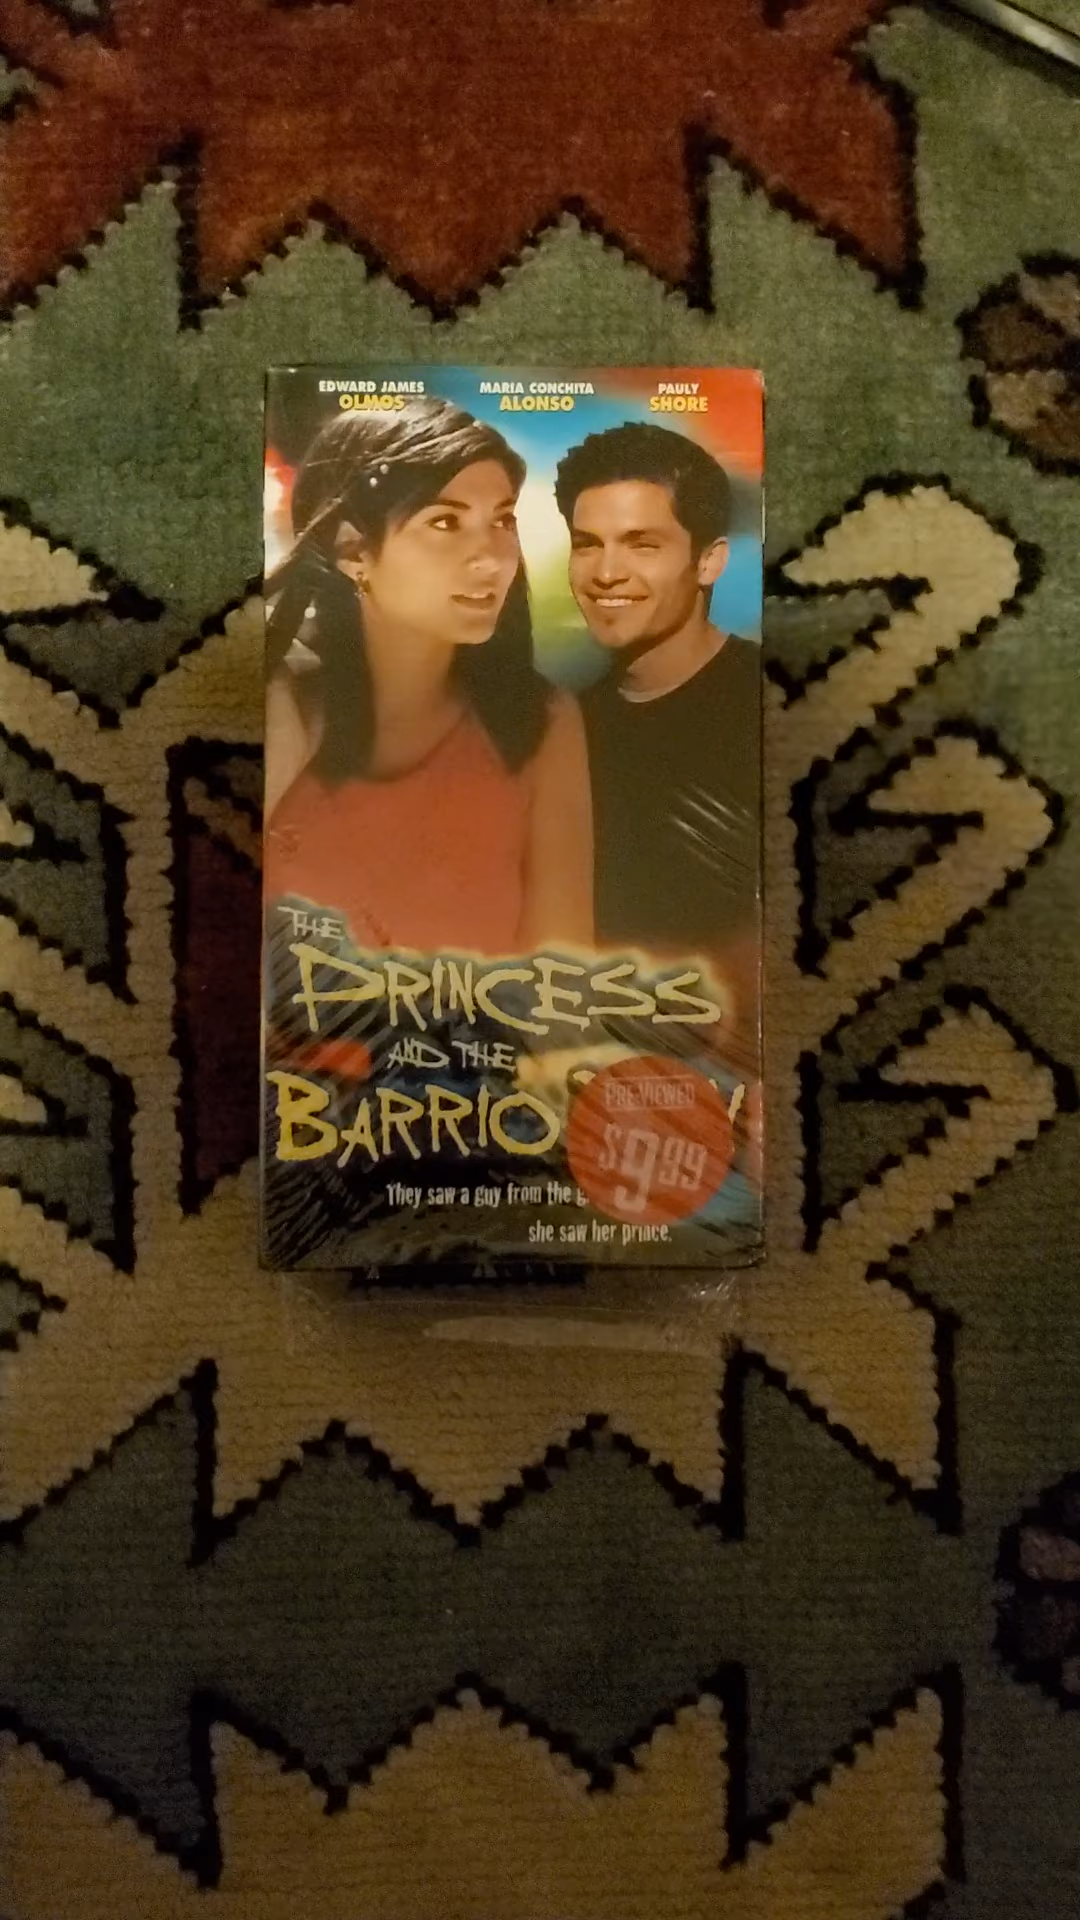 EDWARD JAMES
OLMOS
MARIA CONCHITA
ALONSO
PAULY
SHORE
THE
PRINCESS
AND THE
BARRIO
PRE-VIEWED
$9.99
They saw a guy from the
she saw her prince.